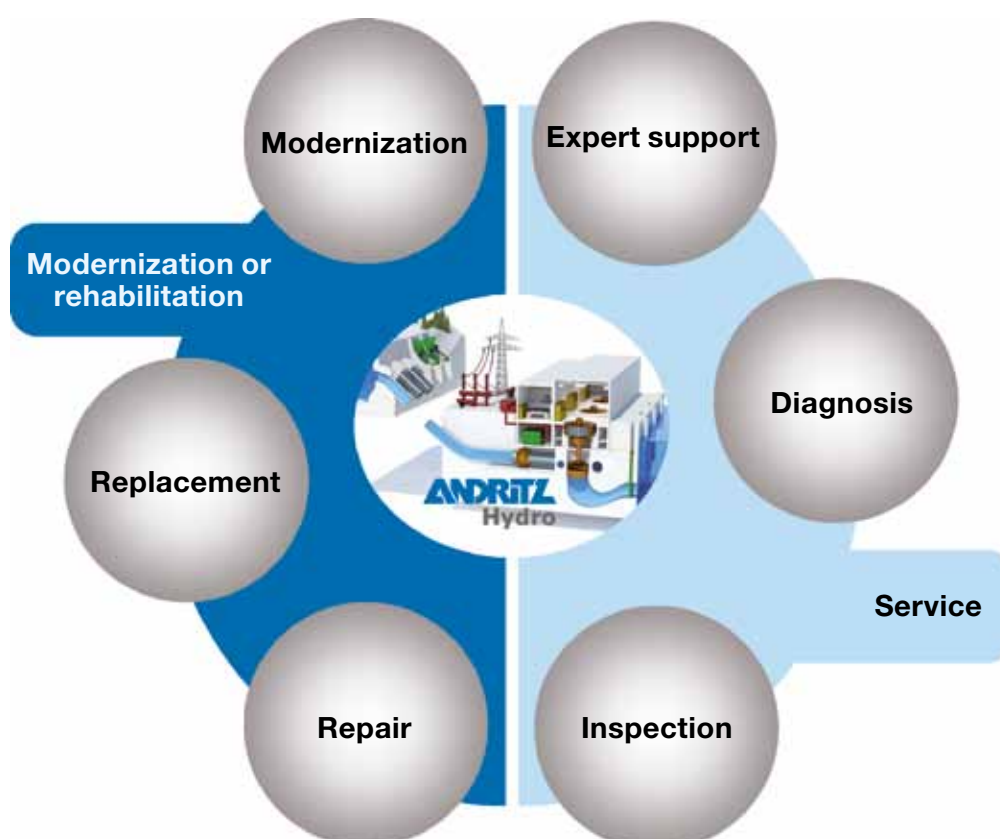 Modernization
Expert support
Modernization or
rehabilitation
Diagnosis
Replacement
ANDRITZ
Hydro
Service
Repair
Inspection